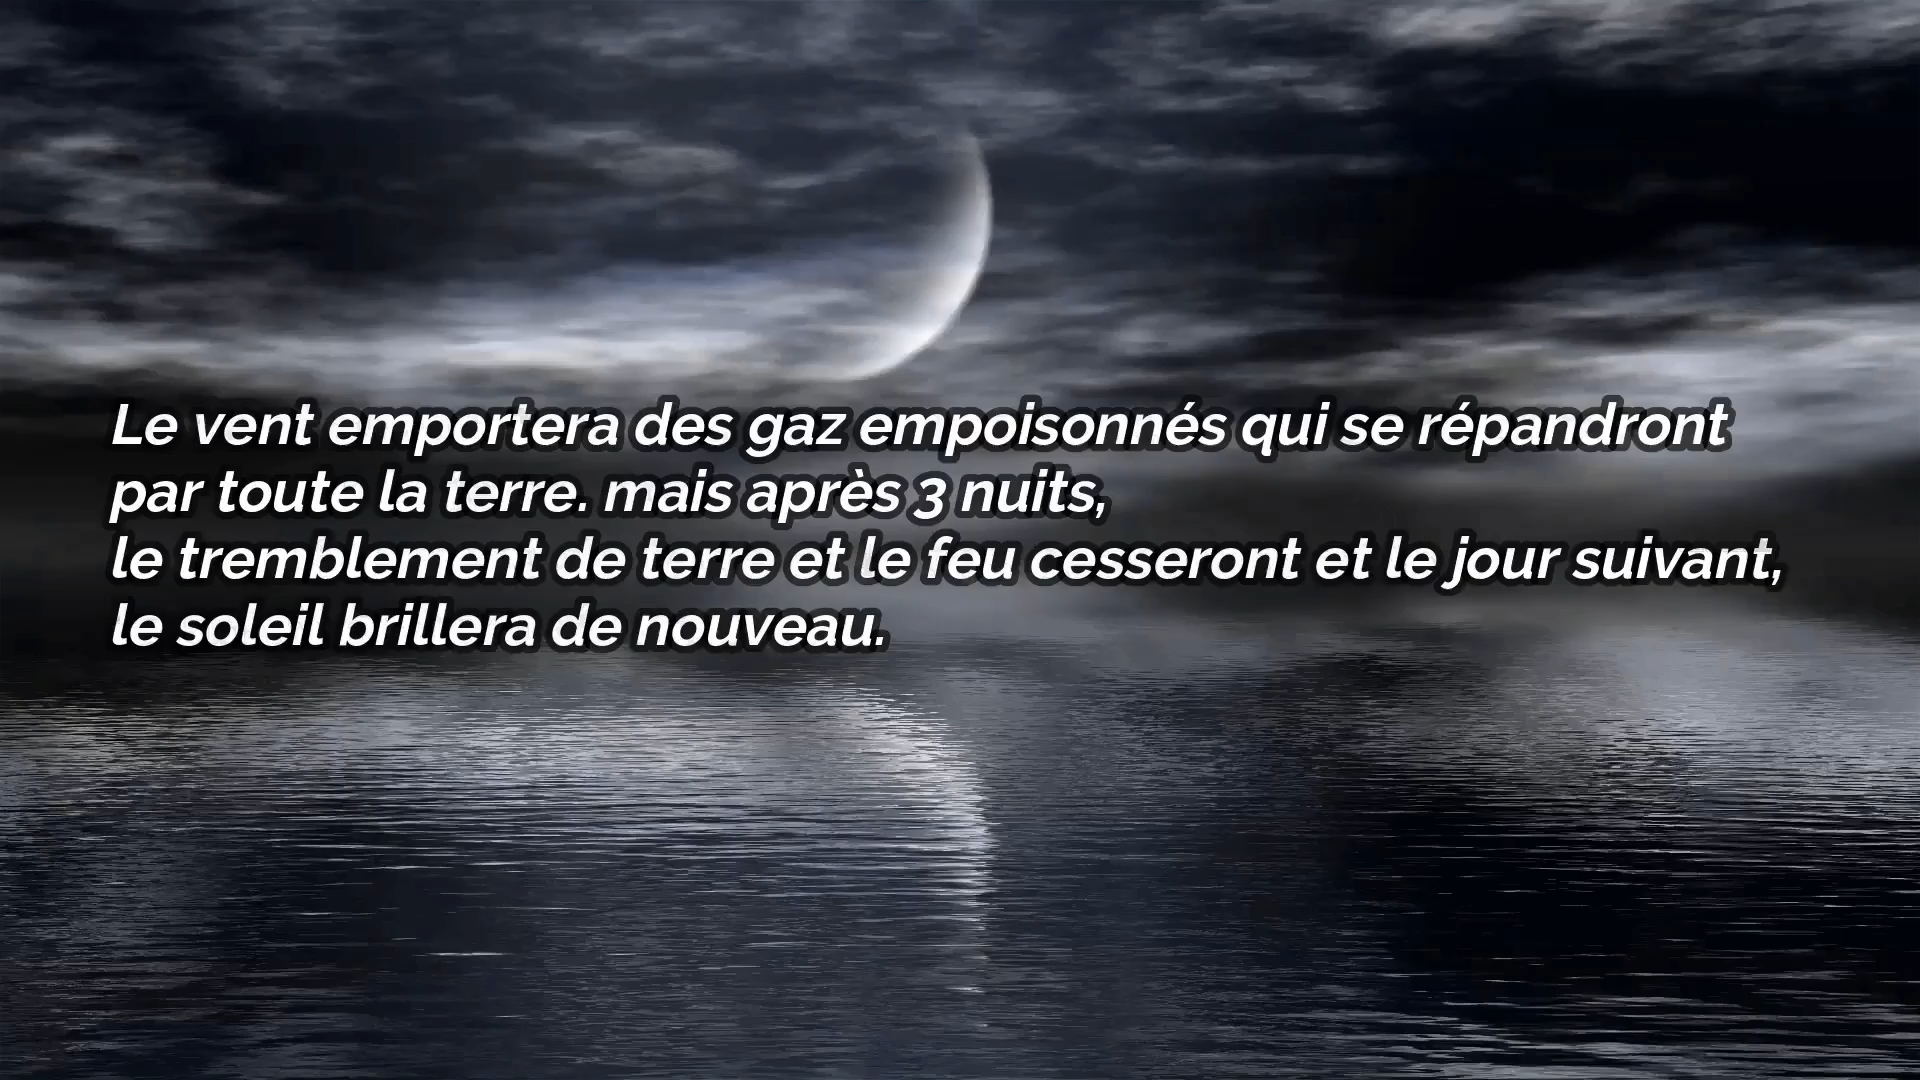 Le vent emportera des gaz empoisonnés qui se répandront
par toute la terre. mais après 3 nuits,
le tremblement de terre et le feu cesseront et le jour suivant,
le soleil brillera de nouveau.